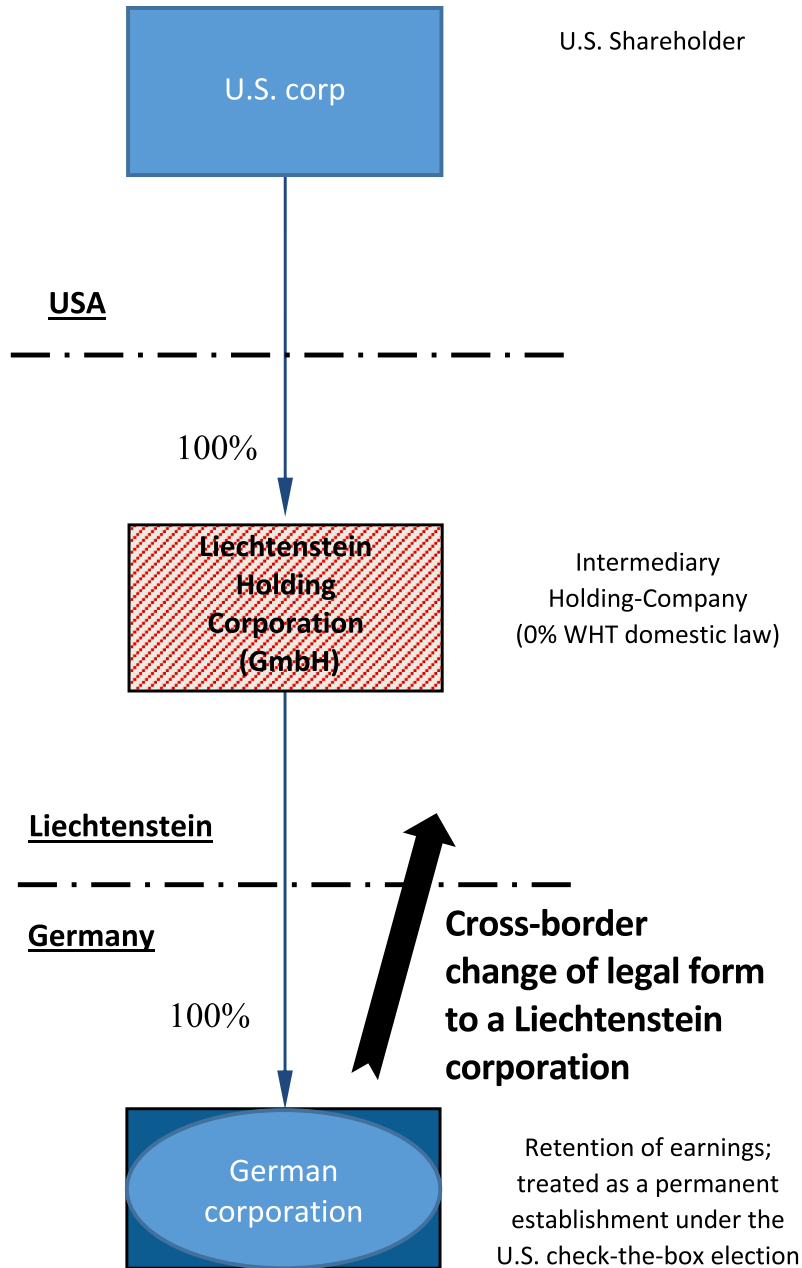 U.S. corp
U.S. Shareholder
USA
100%
Liechtenstein
Holding
Corporation
(GmbH)
Intermediary
Holding-Company
(0% WHT domestic law)
Liechtenstein
Germany
Cross-border
change of legal form
to a Liechtenstein
corporation
100%
German
corporation
Retention of earnings;
treated as a permanent
establishment under the
U.S. check-the-box election